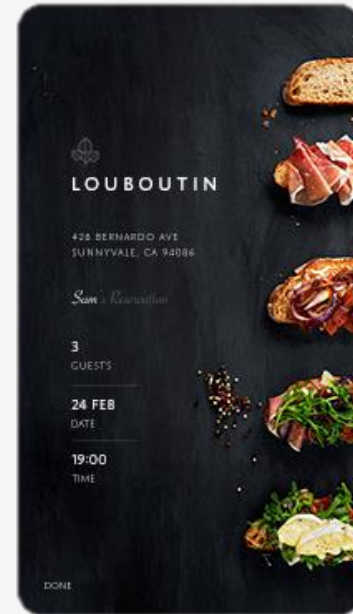 LOUBOUTIN
428 BERNARDO AVE
SUNNYVALE, CA 94086
Sam's Reservation
3
GUESTS
24 FEB
DATE
19:00
TIME
DONE